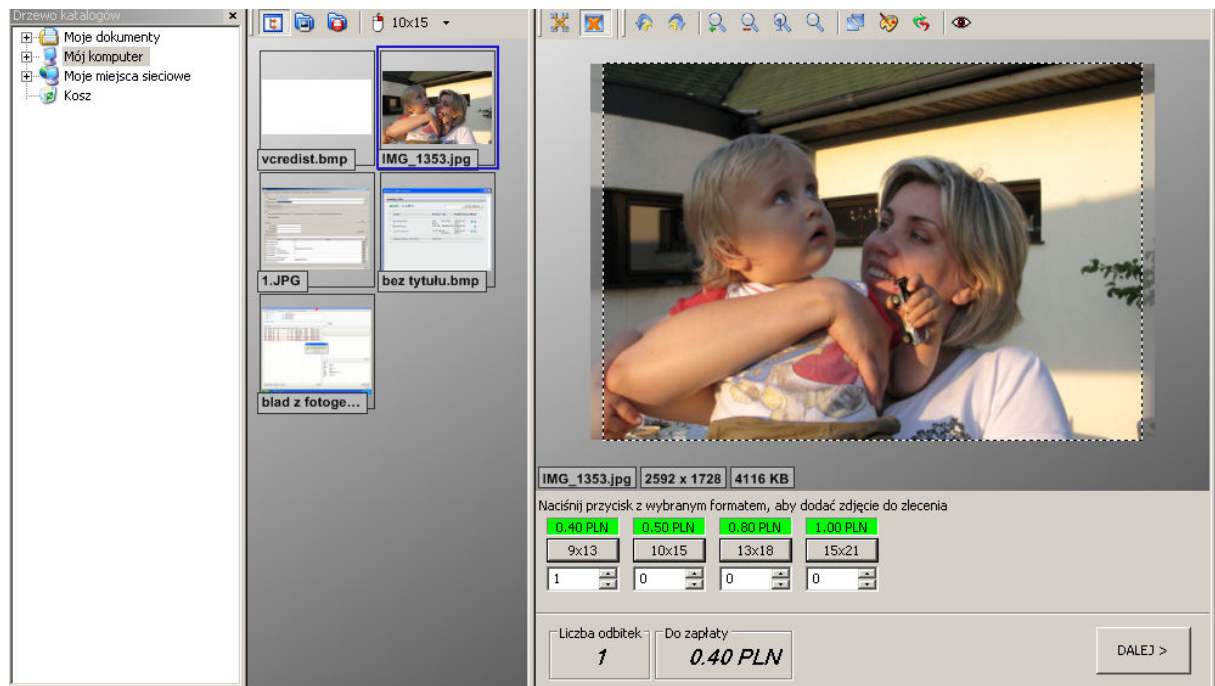 Drzewo katalogów
Moje dokumenty
Mój komputer
Moje miejsca sieciowe
Kosz
10x15
vcredist.bmp
IMG_1353.jpg
1.JPG
bez tytułu.bmp
blad z fotoge...
IMG_1353.jpg 2592 x 1728 4116 KB
Naciśnij przycisk z wybranym formatem, aby dodać zdjęcie do zlecenia
0.40 PLN 0.50 PLN 0.80 PLN 1.00 PLN
9x13 10x15 13x18 15x21
1 0 0 0
Liczba odbitek Do zapłaty
1 0.40 PLN
DALEJ >